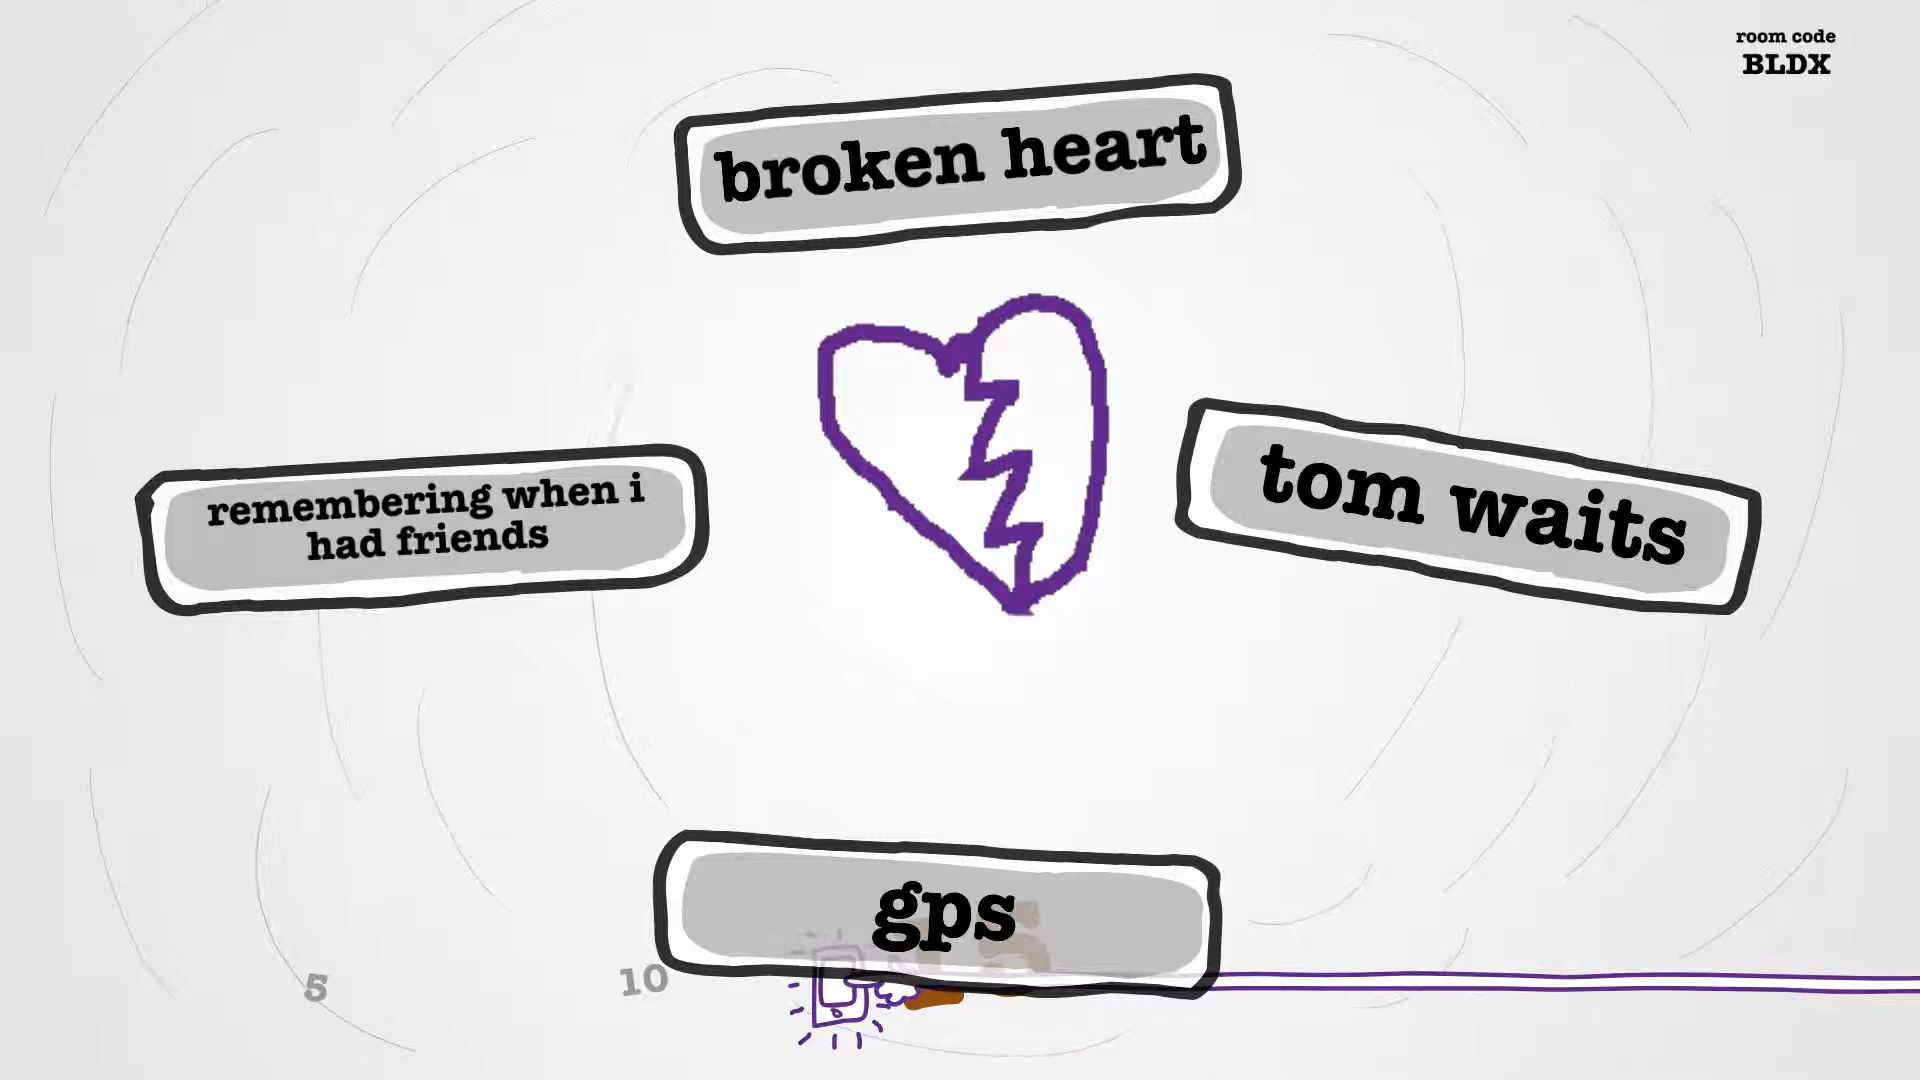 room code
BLDX
broken heart
remembering when i
had friends
tom waits
gps
5
10